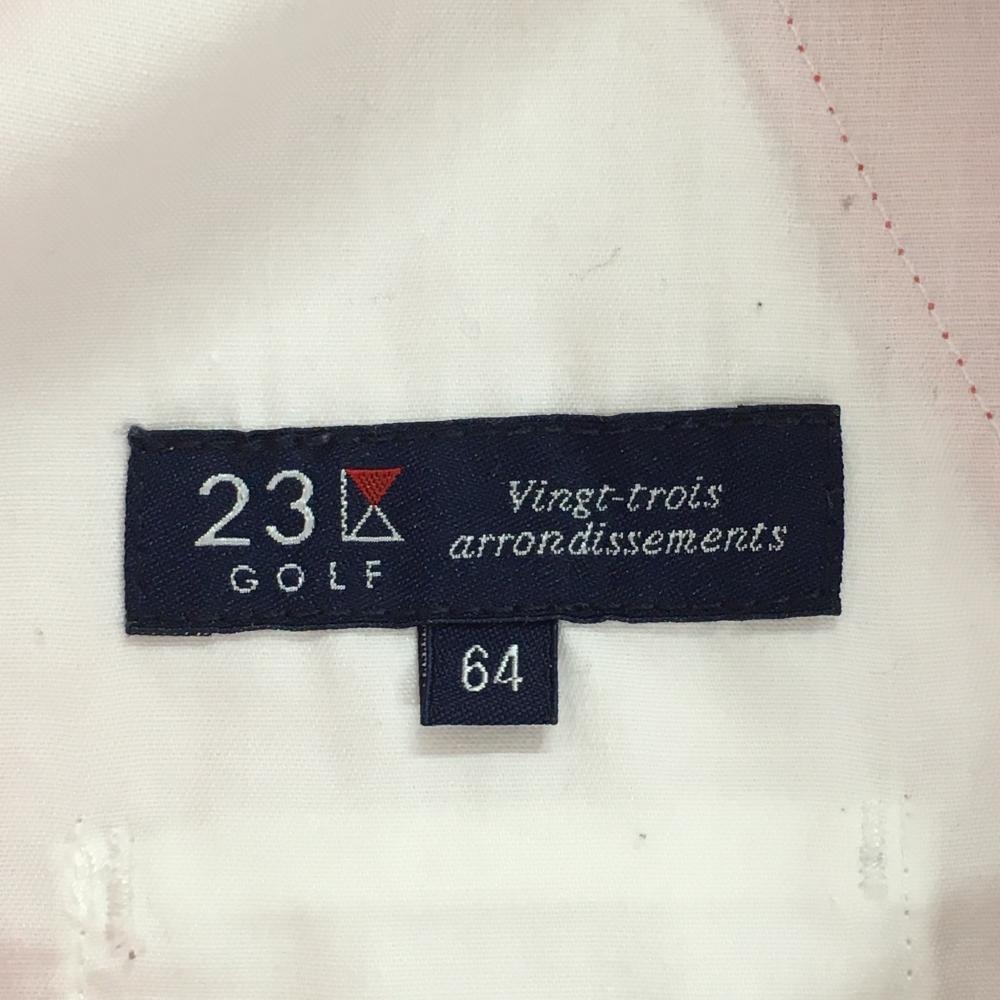 23
GOLF
Vingt-trois
arrondissements
64